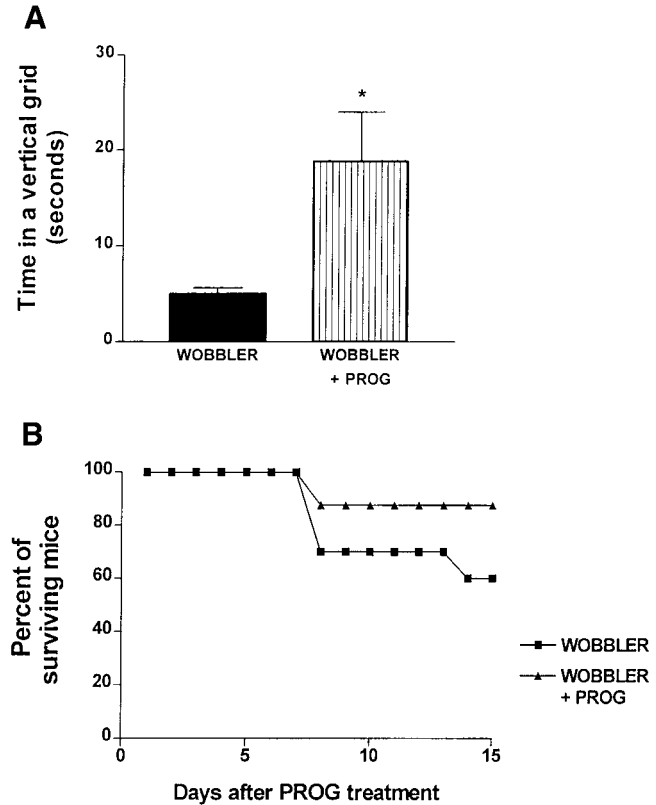 A
Time in a vertical grid
(seconds)
30
20
10
0
*
WOBBLER
WOBBLER
+ PROG
B
Percent of
surviving mice
100
80
60
40
20
0
0
5
10
15
Days after PROG treatment
WOBBLER
WOBBLER
+ PROG